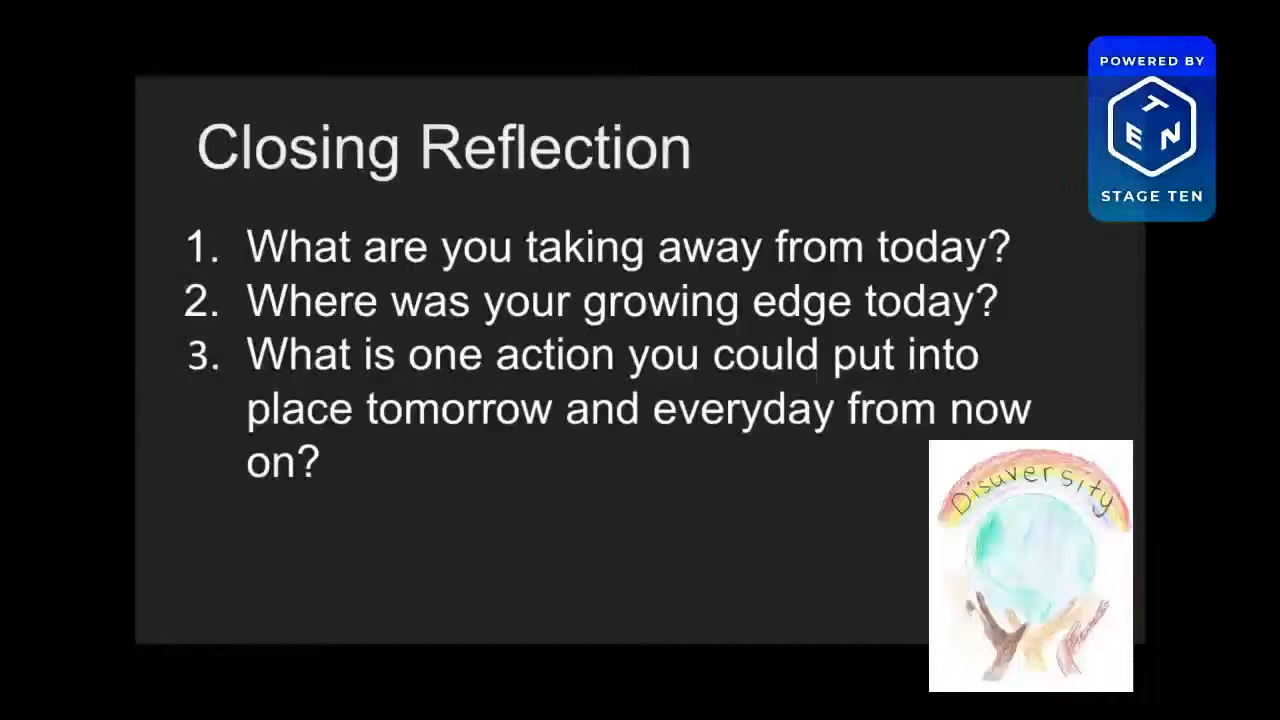 POWERED BY
TEN
STAGE TEN
Closing Reflection
1. What are you taking away from today?
2. Where was your growing edge today?
3. What is one action you could put into
place tomorrow and everyday from now
on?
Disuversity